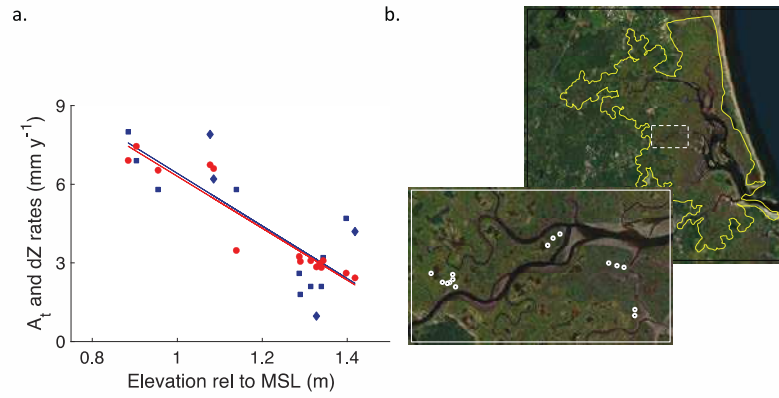 a.
b.
9
6
3
0
0.8 1 1.2 1.4
A_t and dZ rates (mm y⁻¹)
Elevation rel to MSL (m)